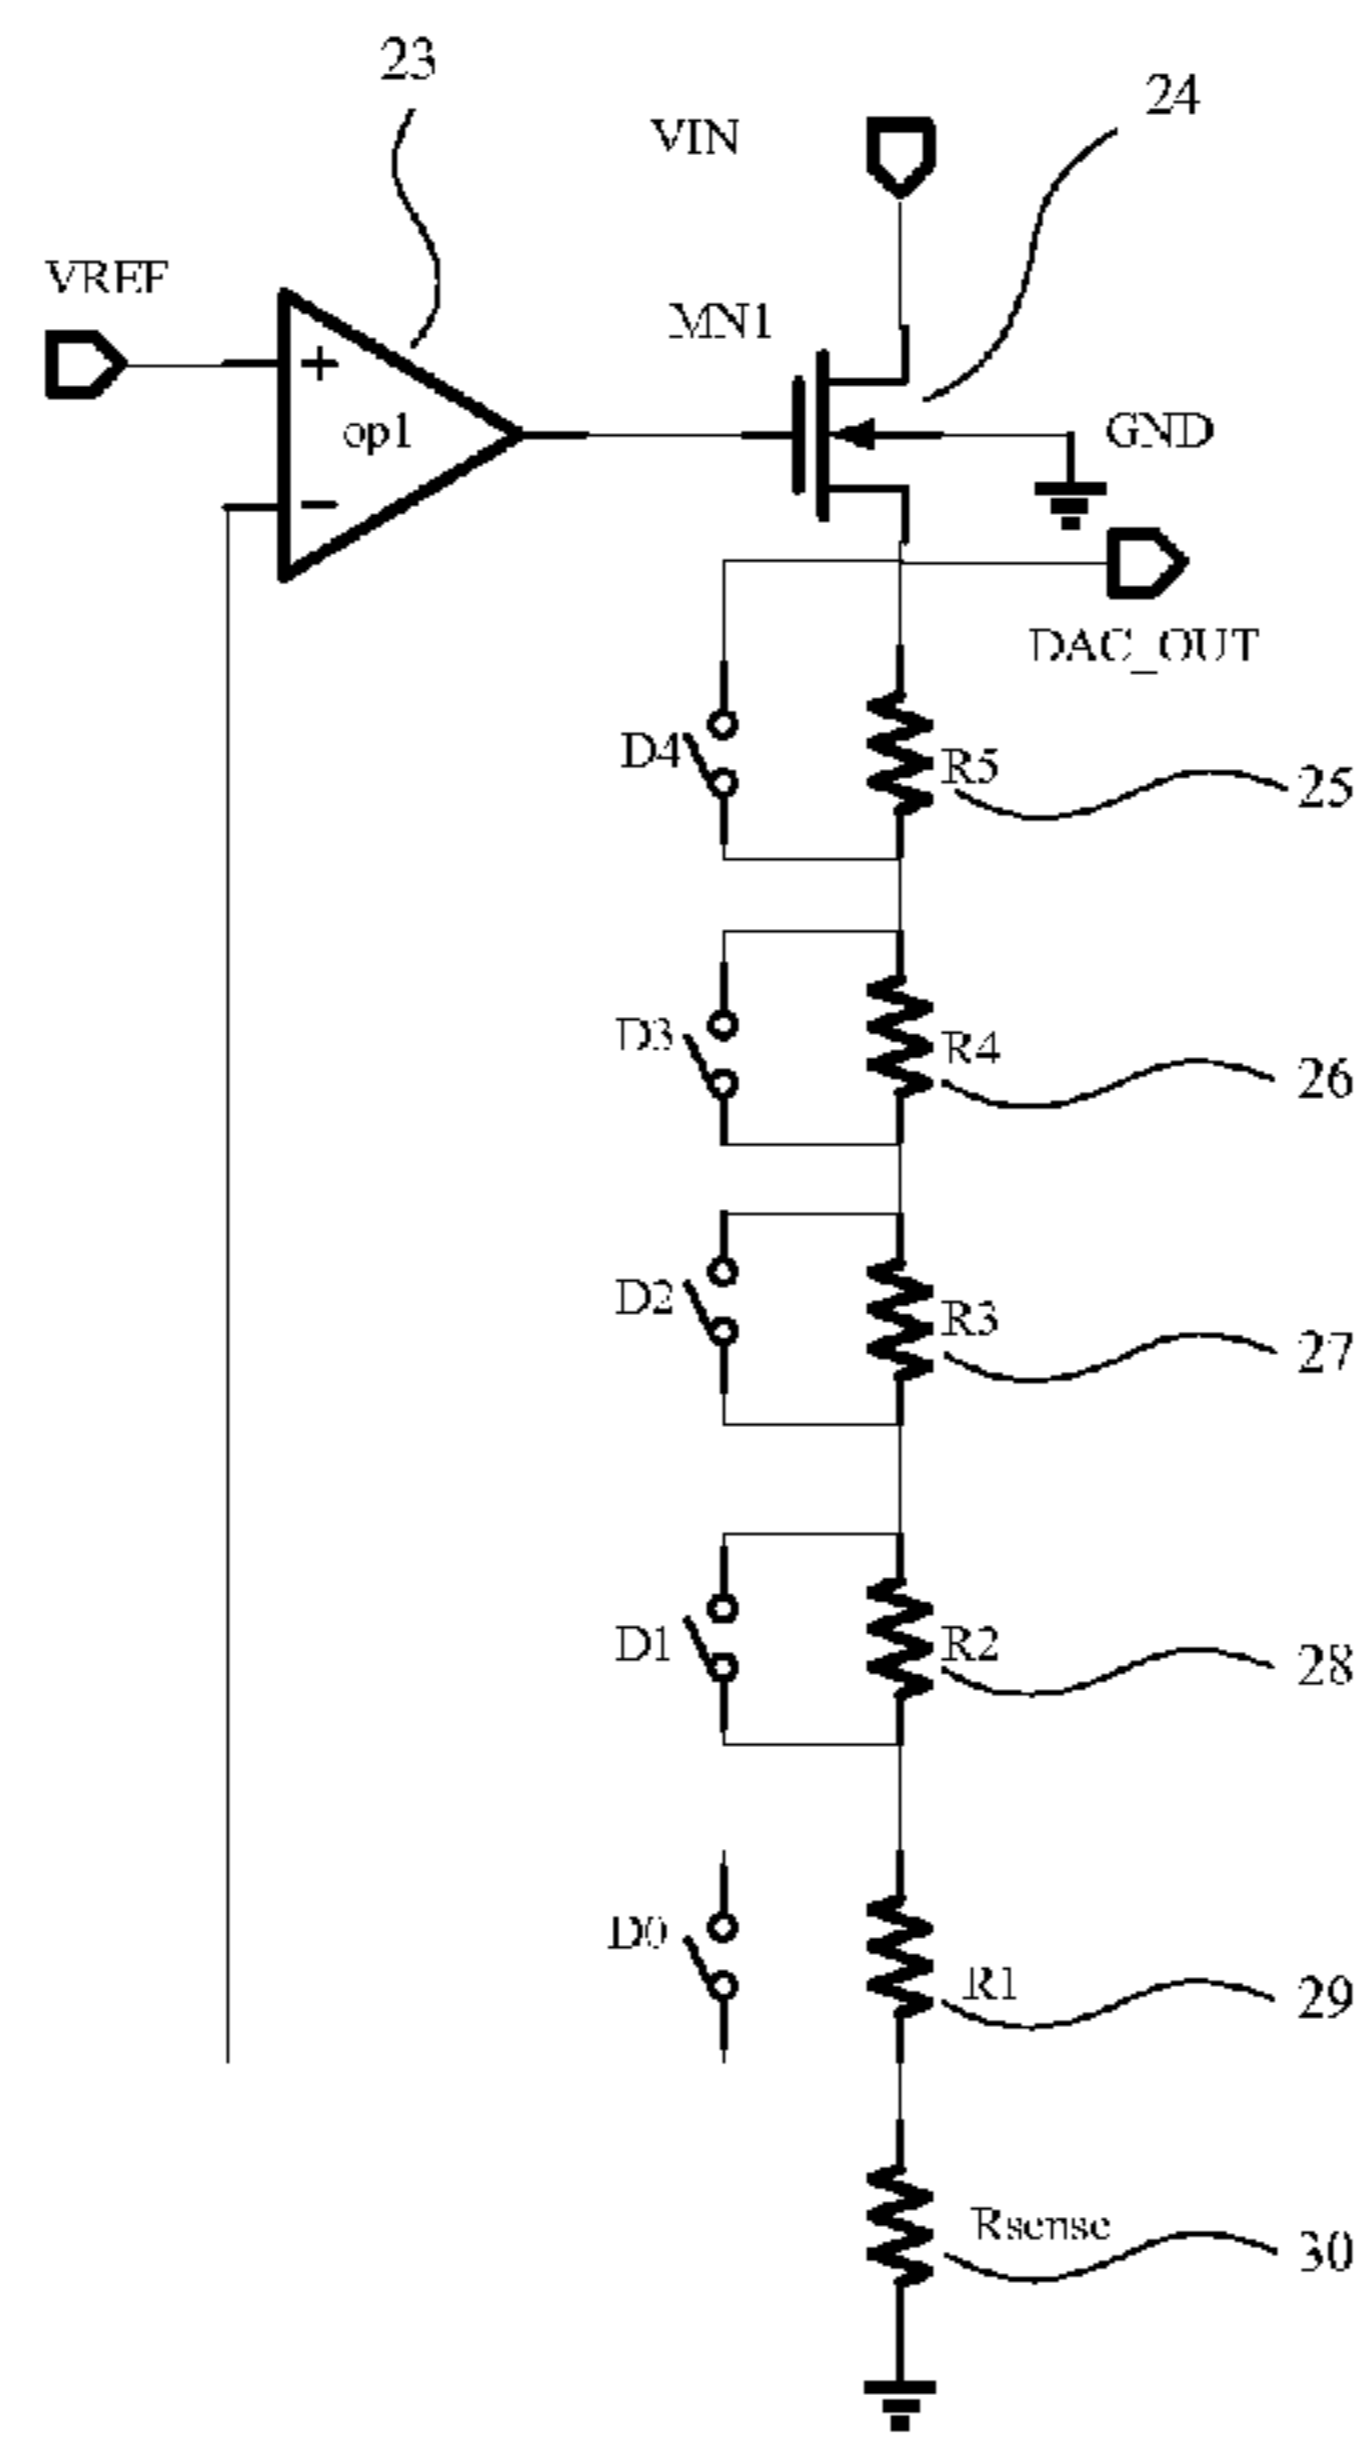 23
24
VIN
VREF
MN1
+
op1
GND
−
DAC_OUT
D4
R5
25
D3
R4
26
D2
R3
27
D1
R2
28
D0
R1
29
Rsense
30